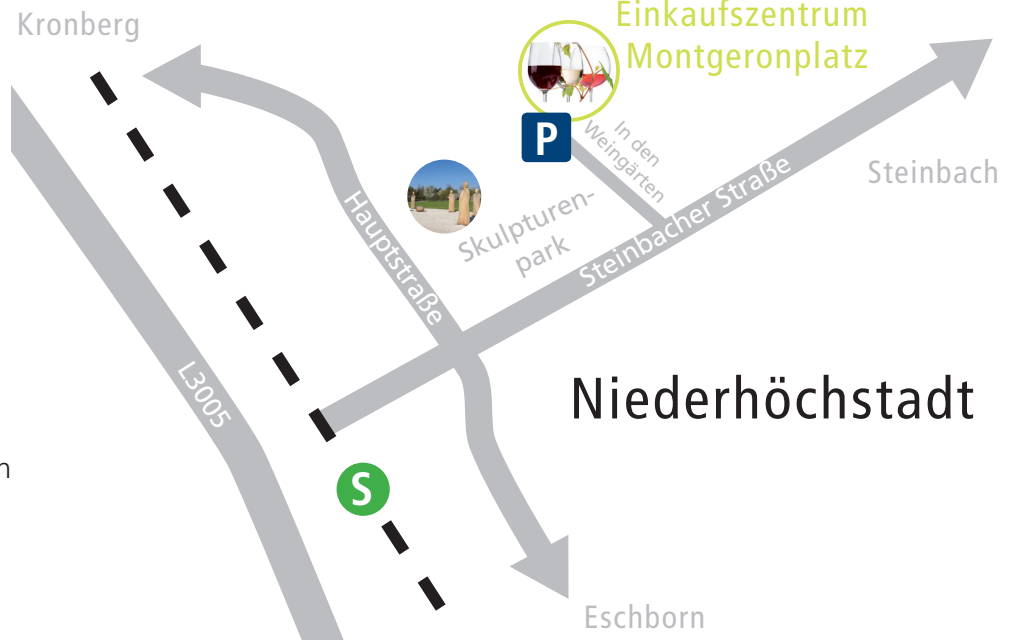 Kronberg
Einkaufszentrum
Montgeronplatz
P
In den
Weingärten
Steinbach
Hauptstraße
Skulpturen-
park
Steinbacher Straße
L3005
Niederhöchstadt
n
S
Eschborn